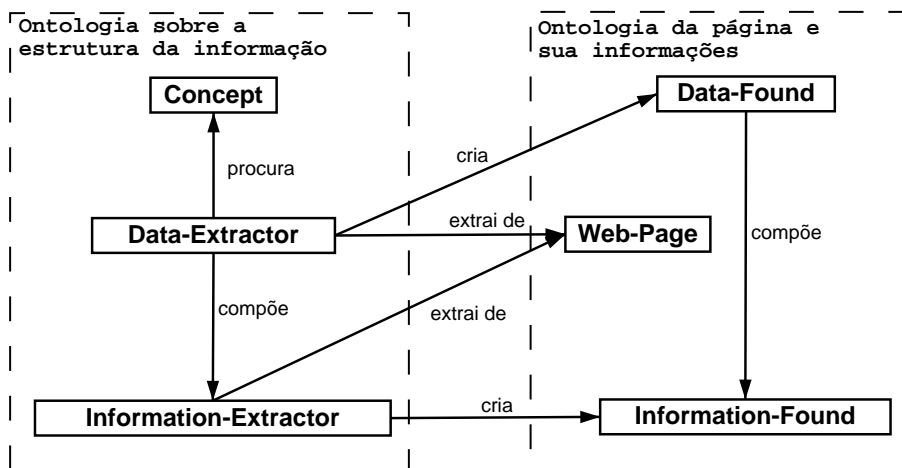 Ontologia sobre a
estrutura da informação
Ontologia da página e
sua informações
Concept
Data-Found
cria
procura
Data-Extractor
extrai de
Web-Page
compõe
compõe
extrai de
Information-Extractor
cria
Information-Found